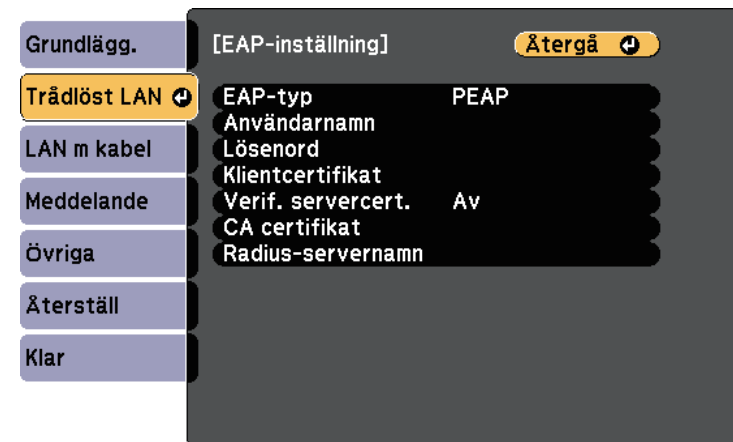 Grundlägg.
Trådlöst LAN
LAN m kabel
Meddelande
Övriga
Återställ
Klar
[EAP-inställning]
Återgå
EAP-typ PEAP
Användarnamn
Lösenord
Klientcertifikat
Verif. servercert. Av
CA certifikat
Radius-servernamn